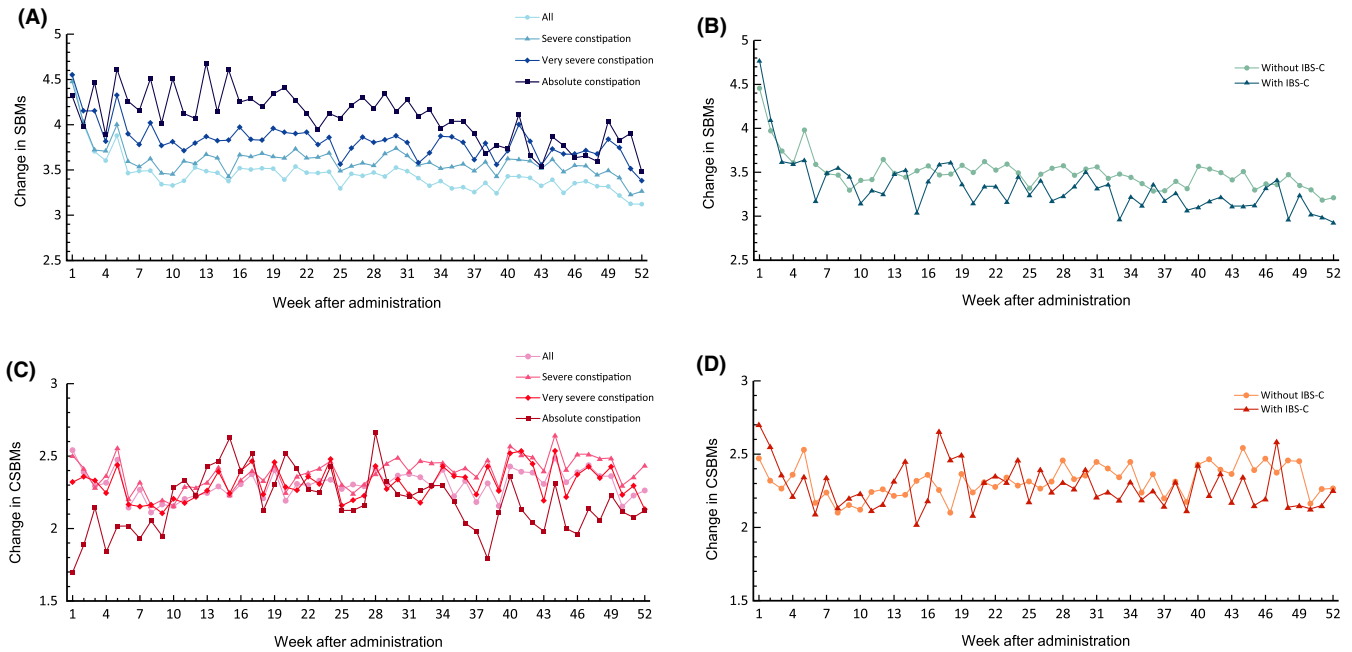 (A)
All
Severe constipation
Very severe constipation
Absolute constipation
5
4.5
4
3.5
3
2.5
Change in SBMs
1 4 7 10 13 16 19 22 25 28 31 34 37 40 43 46 49 52
Week after administration
(B)
Without IBS-C
With IBS-C
5
4.5
4
3.5
3
2.5
Change in SBMs
1 4 7 10 13 16 19 22 25 28 31 34 37 40 43 46 49 52
Week after administration
(C)
All
Severe constipation
Very severe constipation
Absolute constipation
3
2.5
2
1.5
Change in CSBMs
1 4 7 10 13 16 19 22 25 28 31 34 37 40 43 46 49 52
Week after administration
(D)
Without IBS-C
With IBS-C
3
2.5
2
1.5
Change in CSBMs
1 4 7 10 13 16 19 22 25 28 31 34 37 40 43 46 49 52
Week after administration